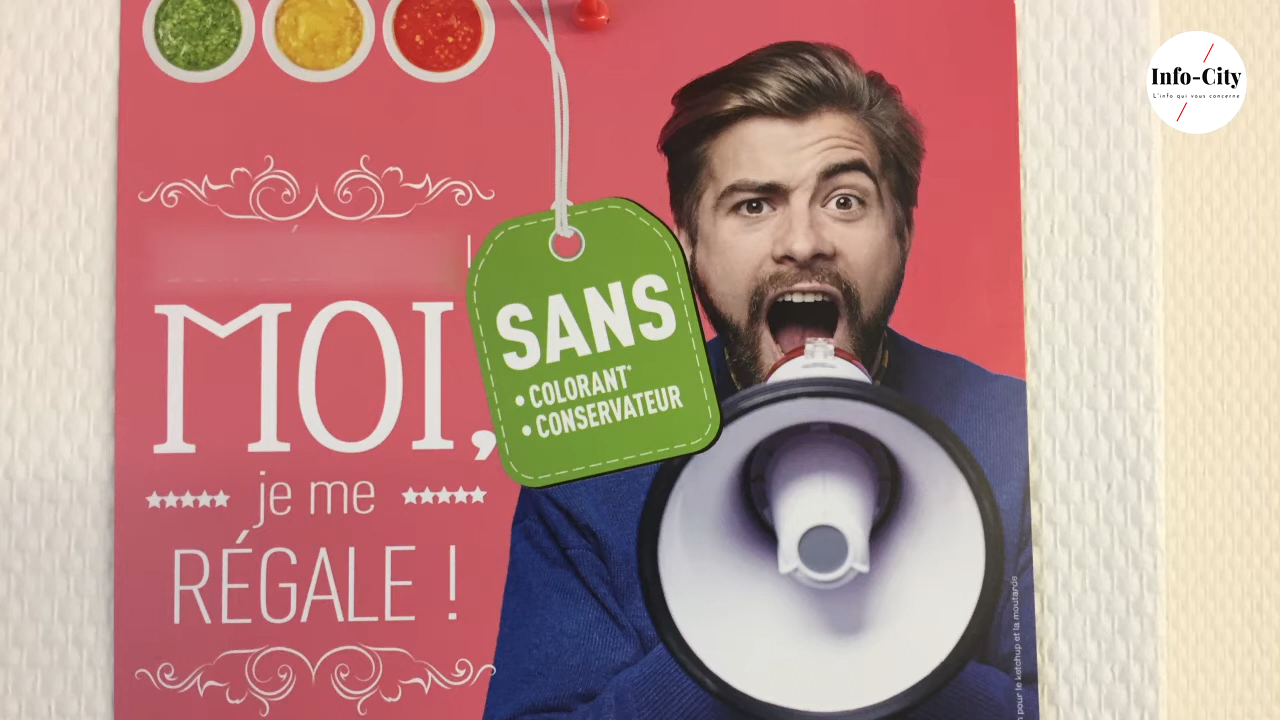 Info-City
L'info qui vous concerne
MOI,
je me
RÉGALE !
SANS
• COLORANT*
• CONSERVATEUR
pour le ketchup et la moutarde